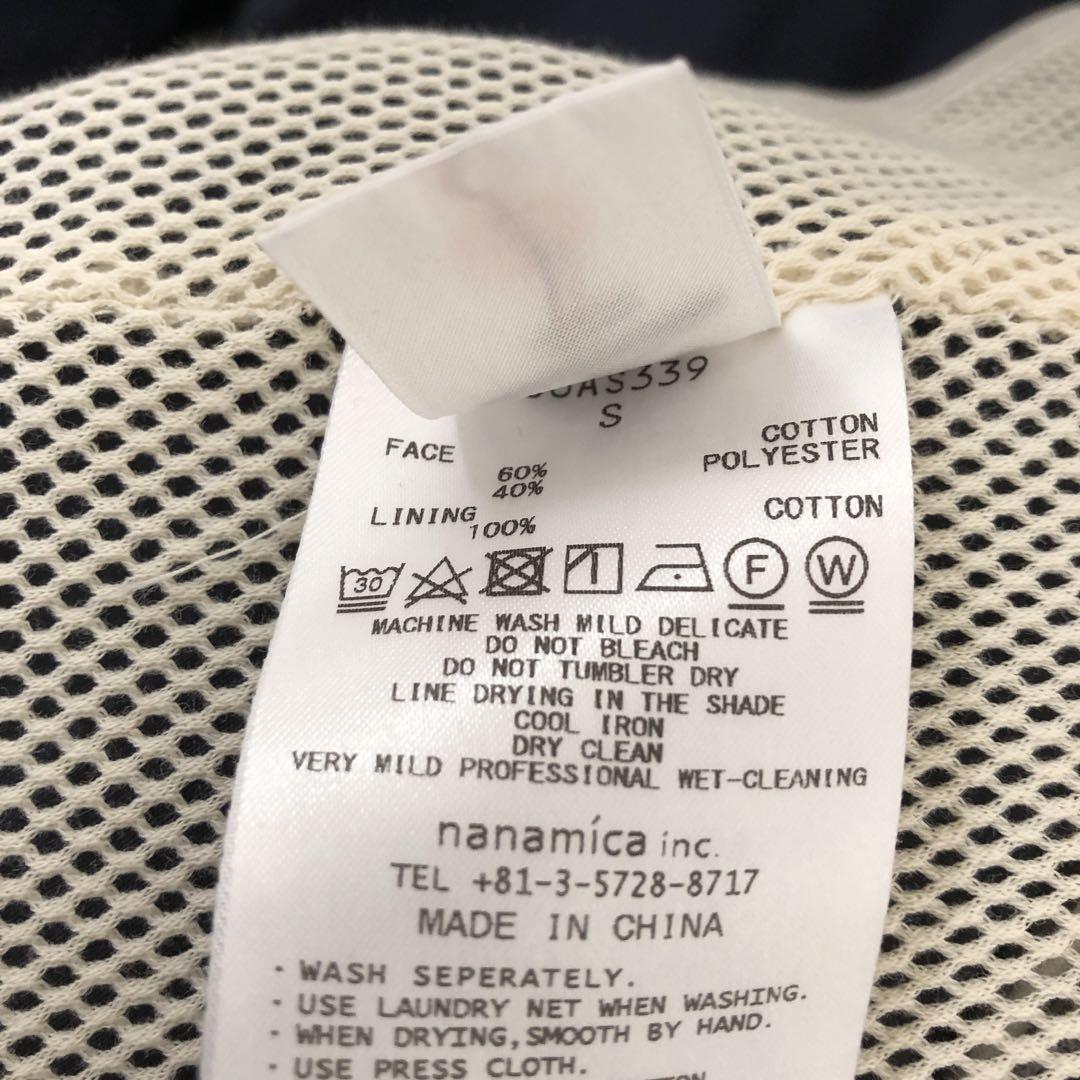 AS339
S
FACE COTTON
60% POLYESTER
40%
LINING COTTON
100%
30 F W
MACHINE WASH MILD DELICATE
DO NOT BLEACH
DO NOT TUMBLER DRY
LINE DRYING IN THE SHADE
COOL IRON
DRY CLEAN
VERY MILD PROFESSIONAL WET-CLEANING
nanamíca inc.
TEL +81-3-5728-8717
MADE IN CHINA
· WASH SEPERATELY.
· USE LAUNDRY NET WHEN WASHING.
· WHEN DRYING,SMOOTH BY HAND.
· USE PRESS CLOTH.